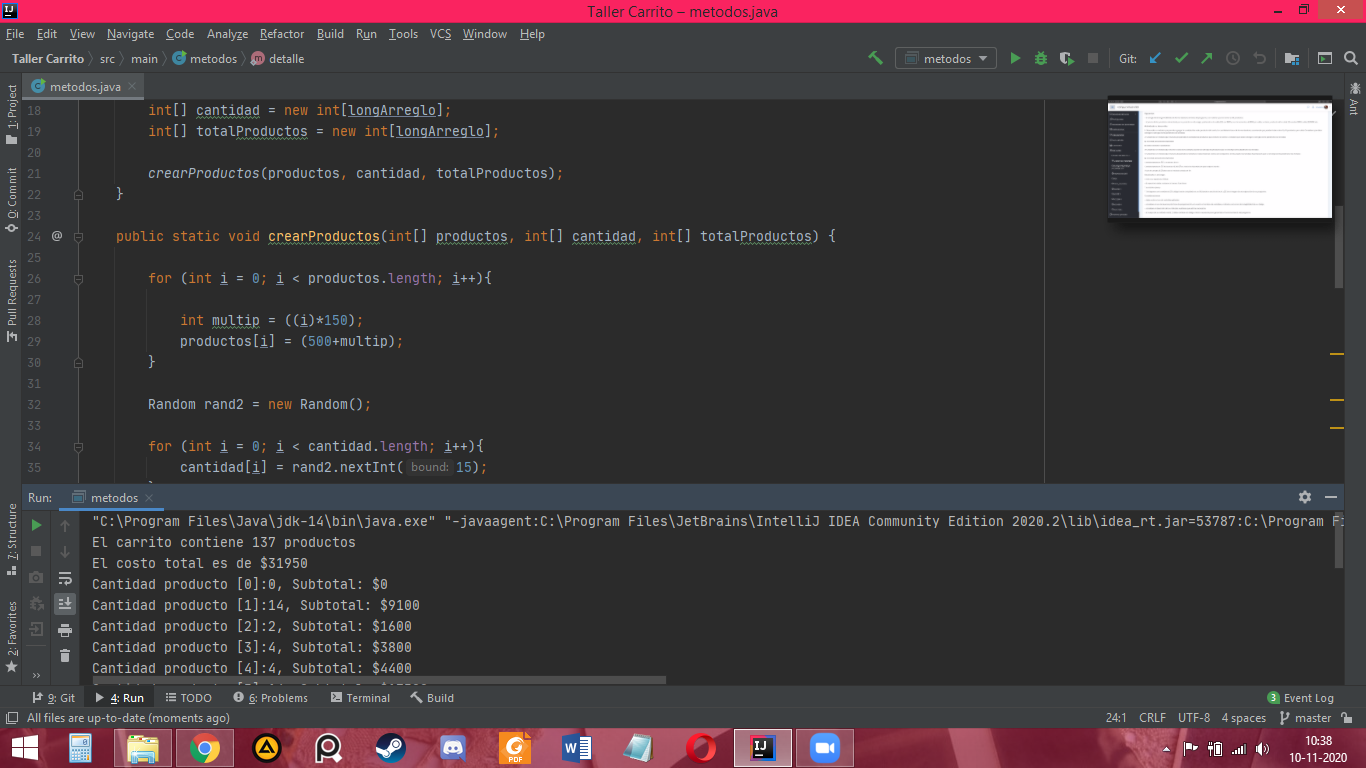 Taller Carrito – metodos.java
File Edit View Navigate Code Analyze Refactor Build Run Tools VCS Window Help
Taller Carrito src main metodos detalle metodos Git:
metodos.java
1: Project
0: Commit
Pull Requests
7: Structure
2: Favorites
Ant
18 int[] cantidad = new int[longArreglo];
19 int[] totalProductos = new int[longArreglo];
20
21 crearProductos(productos, cantidad, totalProductos);
22 }
23
24 @ public static void crearProductos(int[] productos, int[] cantidad, int[] totalProductos) {
25
26 for (int i = 0; i < productos.length; i++){
27
28 int multip = ((i)*150);
29 productos[i] = (500+multip);
30 }
31
32 Random rand2 = new Random();
33
34 for (int i = 0; i < cantidad.length; i++){
35 cantidad[i] = rand2.nextInt( bound: 15);
Run: metodos
"C:\Program Files\Java\jdk-14\bin\java.exe" "-javaagent:C:\Program Files\JetBrains\IntelliJ IDEA Community Edition 2020.2\lib\idea_rt.jar=53787:C:\Program Fi
El carrito contiene 137 productos
El costo total es de $31950
Cantidad producto [0]:0, Subtotal: $0
Cantidad producto [1]:14, Subtotal: $9100
Cantidad producto [2]:2, Subtotal: $1600
Cantidad producto [3]:4, Subtotal: $3800
Cantidad producto [4]:4, Subtotal: $4400
9: Git 4: Run TODO 6: Problems Terminal Build 3 Event Log
All files are up-to-date (moments ago) 24:1 CRLF UTF-8 4 spaces master
10:38
10-11-2020